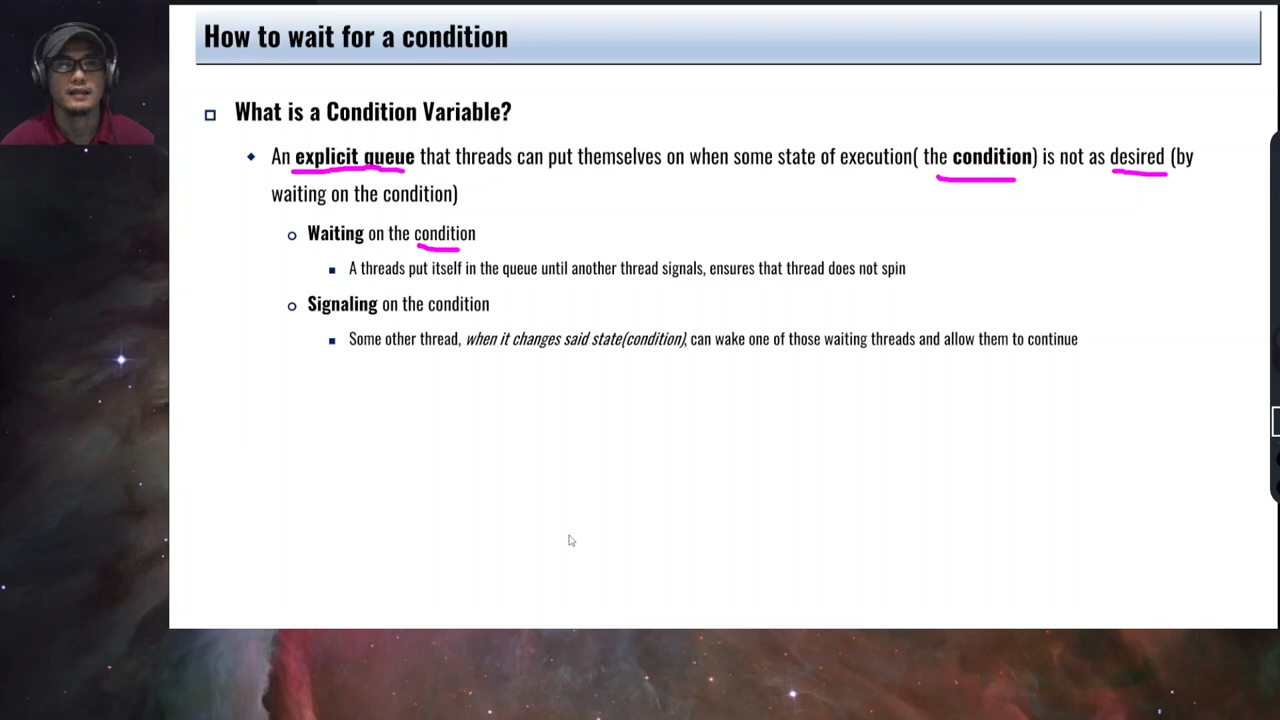 How to wait for a condition
What is a Condition Variable?
An explicit queue that threads can put themselves on when some state of execution( the condition) is not as desired (by
waiting on the condition)
Waiting on the condition
A threads put itself in the queue until another thread signals, ensures that thread does not spin
Signaling on the condition
Some other thread, when it changes said state(condition), can wake one of those waiting threads and allow them to continue